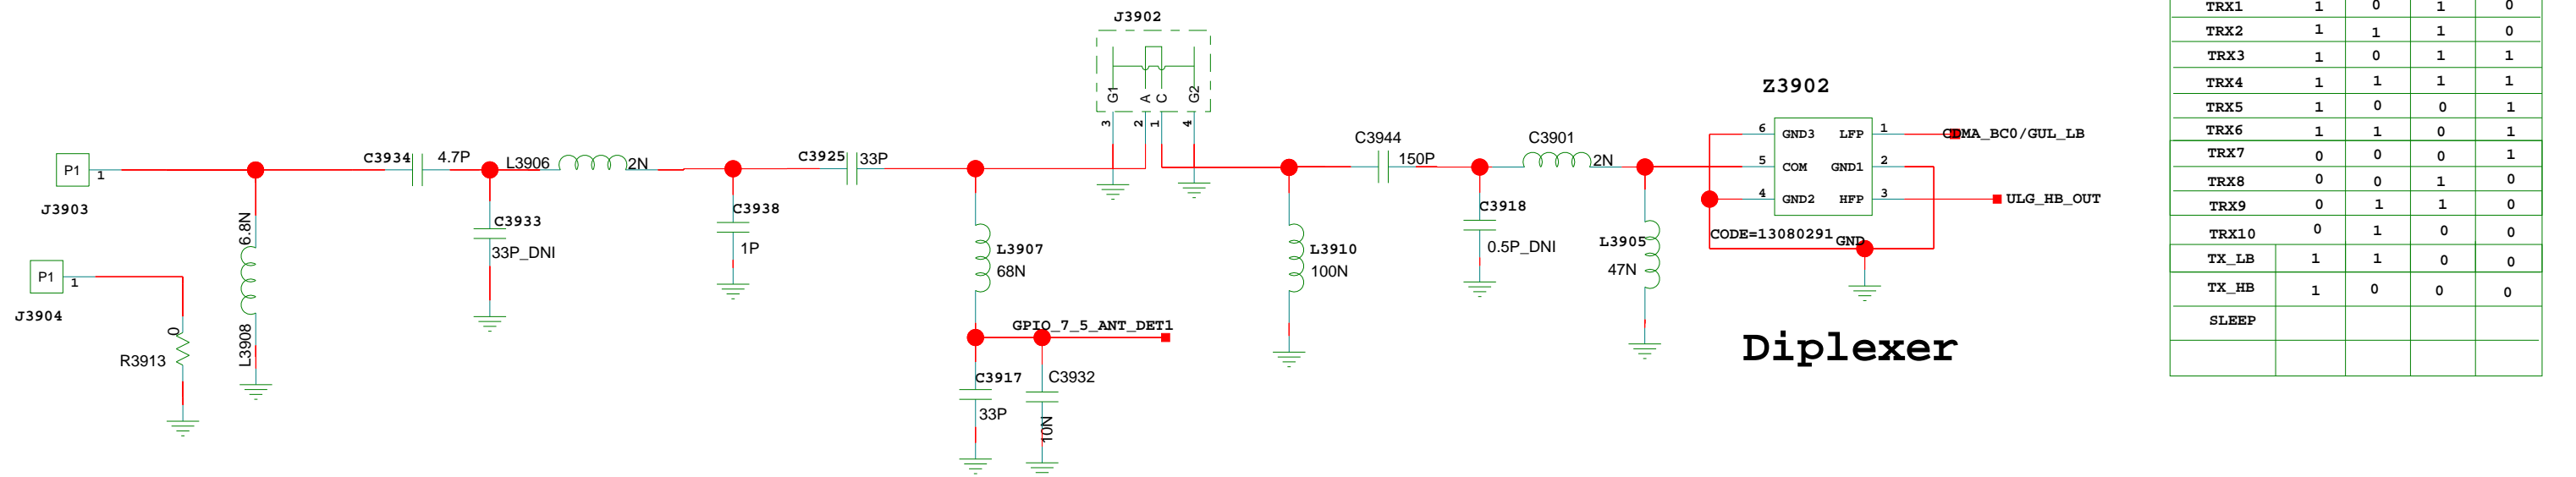 J3902
G1 A C G2
3 2 1 4
P1 1
J3903
C3934 4.7P
L3906 2N
C3925 33P
6.8N
L3908
C3933
33P_DNI
C3938
1P
P1 1
J3904
0
R3913
L3907
68N
GPIO_7_5_ANT_DET1
C3917
33P
C3932
10N
L3910
100N
C3944
150P
C3901
2N
C3918
0.5P_DNI
L3905
47N
Z3902
6 GND3 LFP 1 CDMA_BC0/GUL_LB
5 COM GND1 2
4 GND2 HFP 3 ULG_HB_OUT
CODE=13080291 GND
Diplexer
TRX1 1 0 1 0
TRX2 1 1 1 0
TRX3 1 0 1 1
TRX4 1 1 1 1
TRX5 1 0 0 1
TRX6 1 1 0 1
TRX7 0 0 0 1
TRX8 0 0 1 0
TRX9 0 1 1 0
TRX10 0 1 0 0
TX_LB 1 1 0 0
TX_HB 1 0 0 0
SLEEP